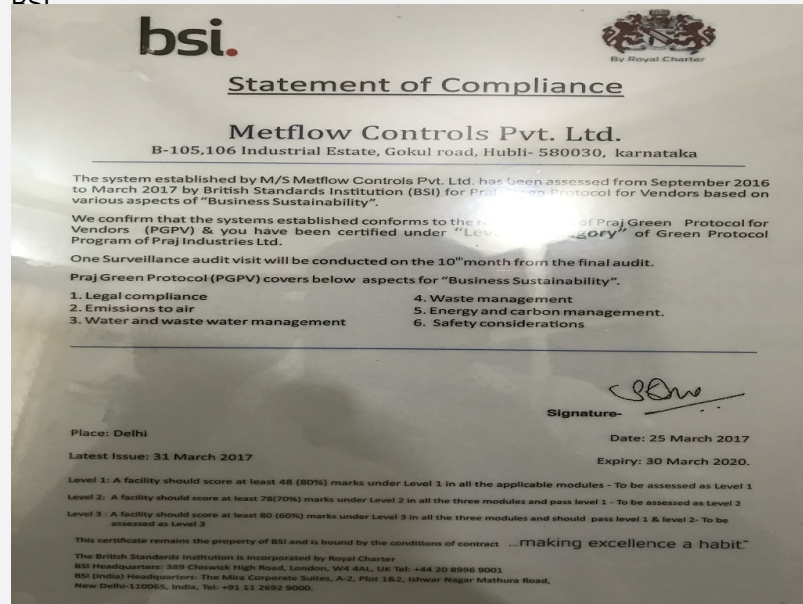 BSI
bsi.
By Royal Charter
Statement of Compliance
Metflow Controls Pvt. Ltd.
B-105,106 Industrial Estate, Gokul road, Hubli- 580030, karnataka
The system established by M/S Metflow Controls Pvt. Ltd. has been assessed from September 2016
to March 2017 by British Standards Institution (BSI) for Praj Green Protocol for Vendors based on
various aspects of "Business Sustainability".
We confirm that the systems established conforms to the of Praj Green Protocol for
Vendors (PGPV) & you have been certified under of Green Protocol
Program of Praj Industries Ltd.
One Surveillance audit visit will be conducted on the 10th month from the final audit.
Praj Green Protocol (PGPV) covers below aspects for "Business Sustainability".
1. Legal compliance
2. Emissions to air
3. Water and waste water management
4. Waste management
5. Energy and carbon management.
6. Safety considerations
Signature-
Place: Delhi
Date: 25 March 2017
Latest Issue: 31 March 2017
Expiry: 30 March 2020.
Level 1: A facility should score at least 48 (80%) marks under Level 1 in all the applicable modules - To be assessed as Level 1
Level 2: A facility should score at least 78(70%) marks under Level 2 in all the three modules and pass level 1 - To be assessed as Level 2
Level 3 : A facility should score at least 80 (60%) marks under Level 3 in all the three modules and should pass level 1 & level 2- To be
assessed as Level 3
This certificate remains the property of BSI and is bound by the conditions of contract ...making excellence a habit.™
The British Standards Institution is incorporated by Royal Charter
BSI Headquarters: 389 Chiswick High Road, London, W4 4AL, UK Tel: +44 20 8996 9001
BSI (India) Headquarters: The Mira Corporate Suites, A-2, Plot 1&2, Ishwar Nagar Mathura Road,
New Delhi-110065, India, Tel: +91 11 2692 9000.